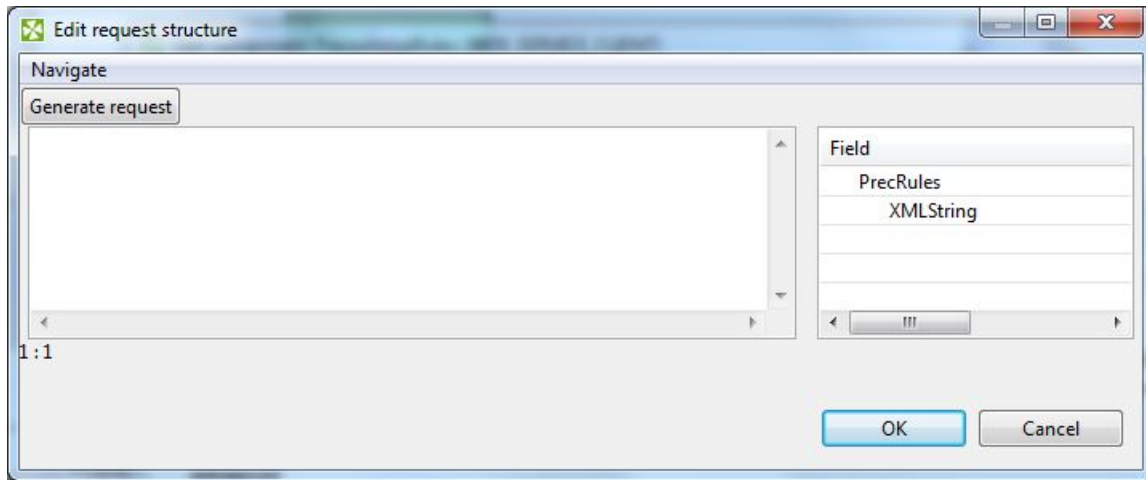 Edit request structure
Navigate
Generate request
Field
PrecRules
XMLString
1:1
OK
Cancel